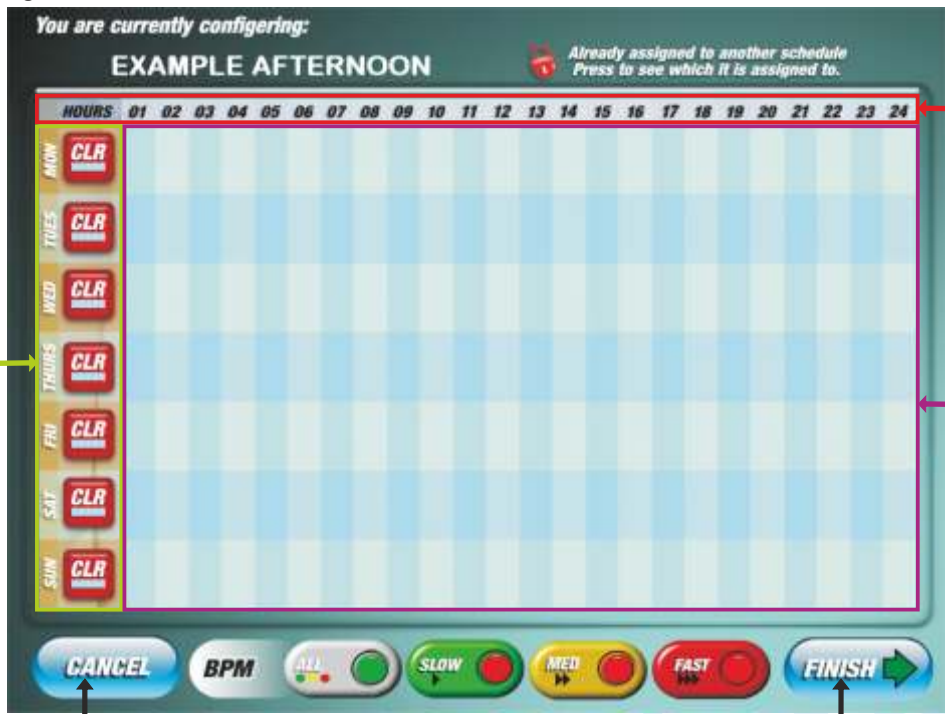 You are currently configering:
EXAMPLE AFTERNOON
Already assigned to another schedule
Press to see which it is assigned to.
HOURS 01 02 03 04 05 06 07 08 09 10 11 12 13 14 15 16 17 18 19 20 21 22 23 24
MON CLR
TUES CLR
WED CLR
THURS CLR
FRI CLR
SAT CLR
SUN CLR
CANCEL BPM ALL SLOW MED FAST FINISH